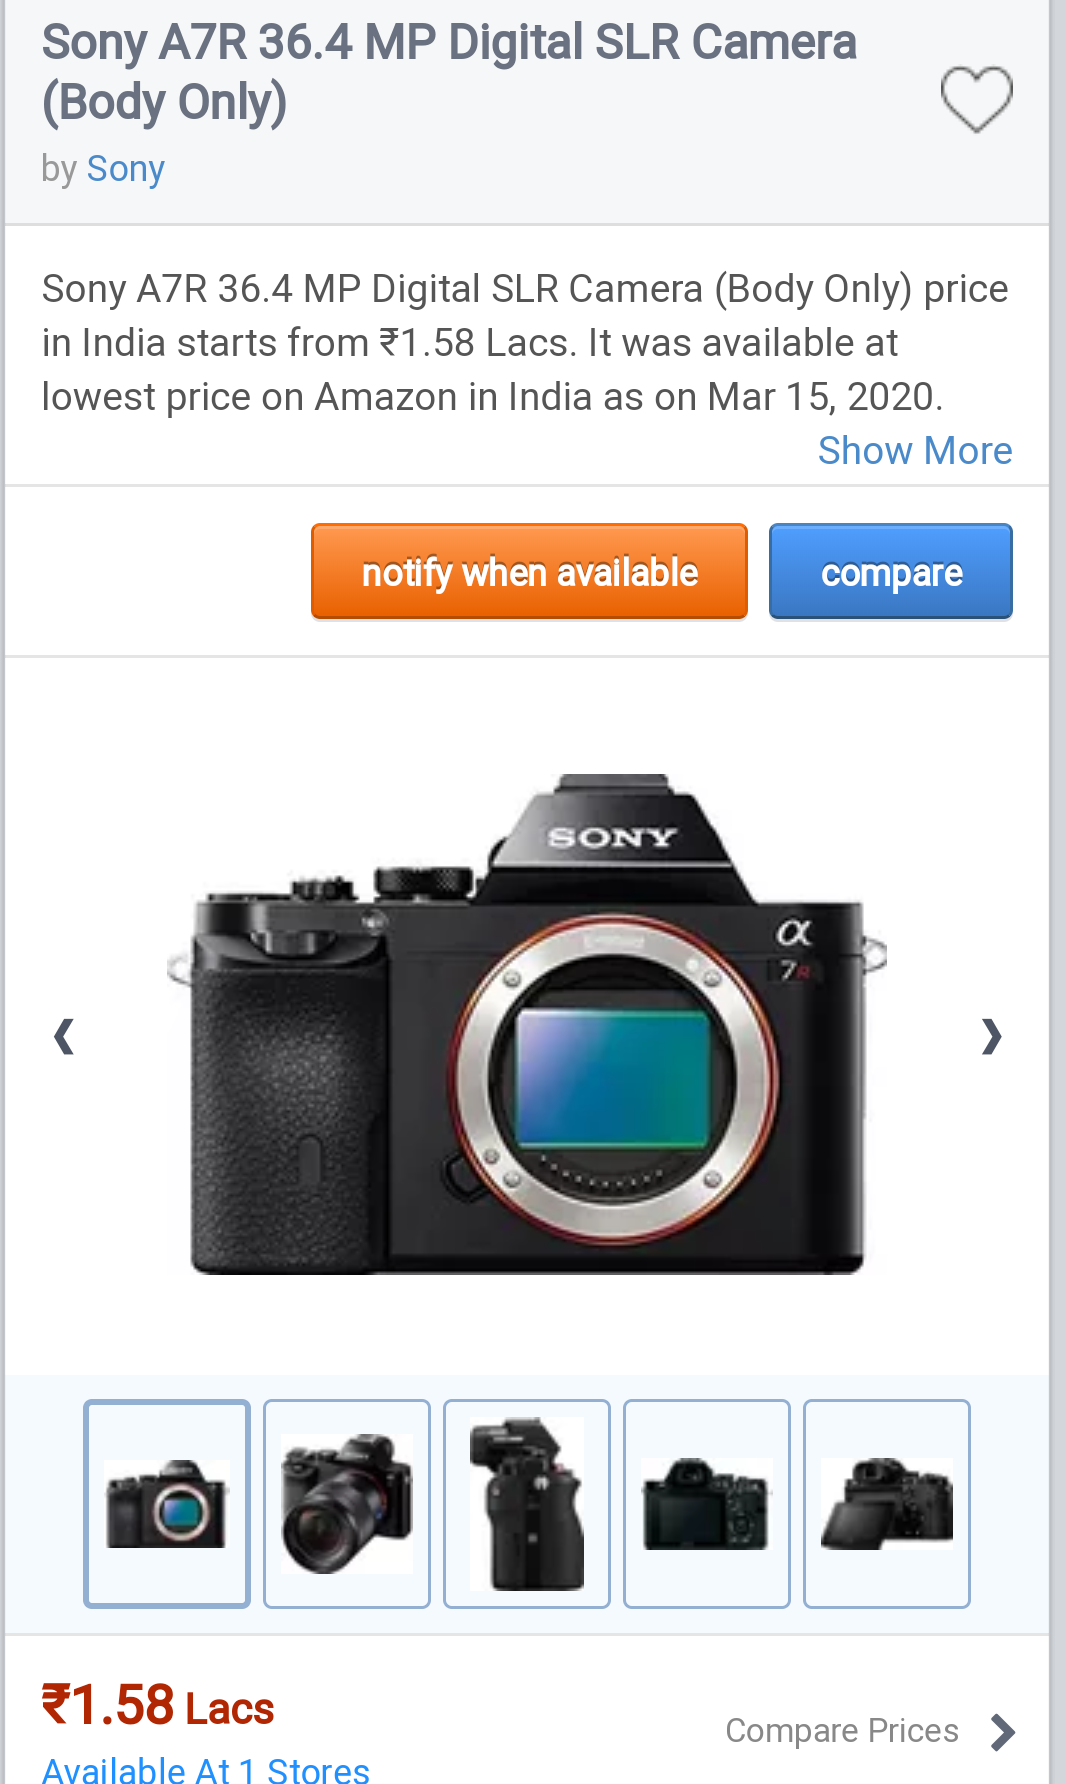 Sony A7R 36.4 MP Digital SLR Camera
(Body Only)
by Sony
Sony A7R 36.4 MP Digital SLR Camera (Body Only) price
in India starts from ₹1.58 Lacs. It was available at
lowest price on Amazon in India as on Mar 15, 2020.
Show More
notify when available
compare
SONY
α
7R
₹1.58 Lacs
Compare Prices
Available At 1 Stores